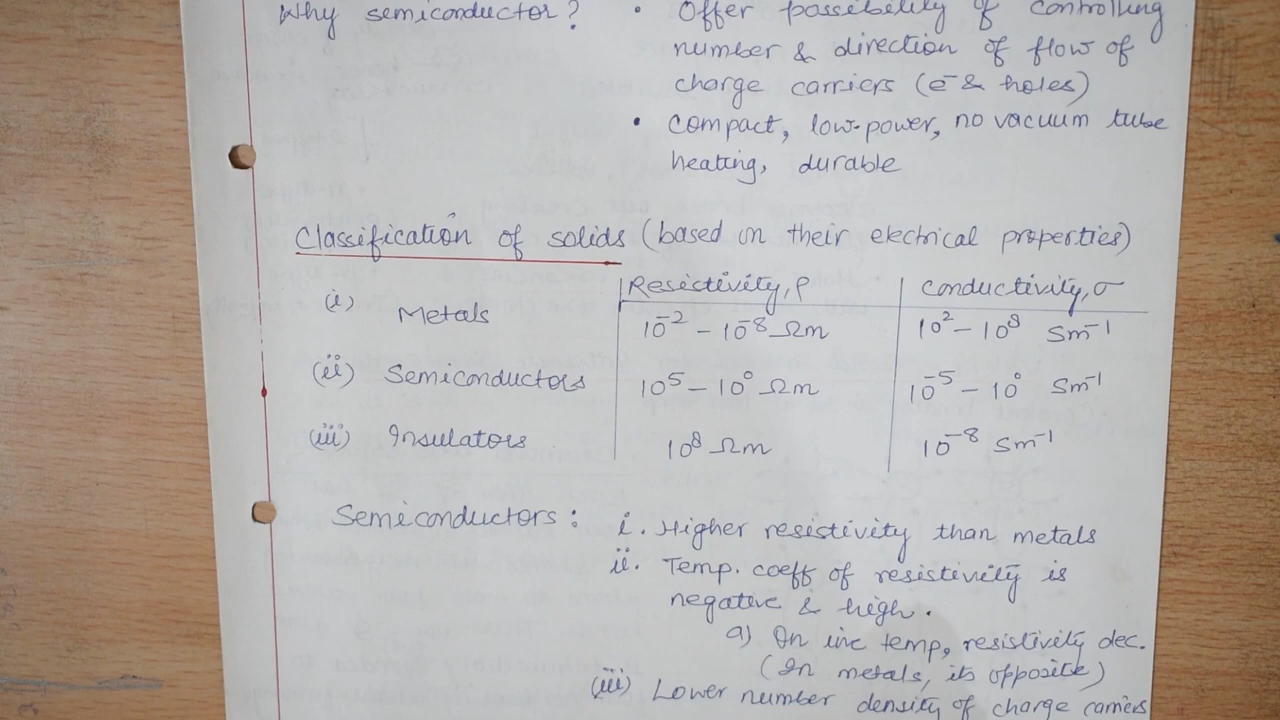 Why semiconductor? • Offer possibility of controlling
number & direction of flow of
charge carriers (e⁻ & holes)
• compact, low-power, no vacuum tube
heating, durable
Classification of solids (based on their electrical properties)
Resistivity, ρ conductivity, σ
(i) Metals 10⁻² – 10⁻⁸ Ωm 10² – 10⁸ Sm⁻¹
(ii) Semiconductors 10⁵ – 10⁰ Ωm 10⁻⁵ – 10⁰ Sm⁻¹
(iii) Insulators 10⁸ Ωm 10⁻⁸ Sm⁻¹
Semiconductors: i. Higher resistivity than metals
ii. Temp. coeff of resistivity is
negative & high.
a) On inc temp, resistivity dec.
(In metals, its opposite)
(iii) Lower number density of charge carriers